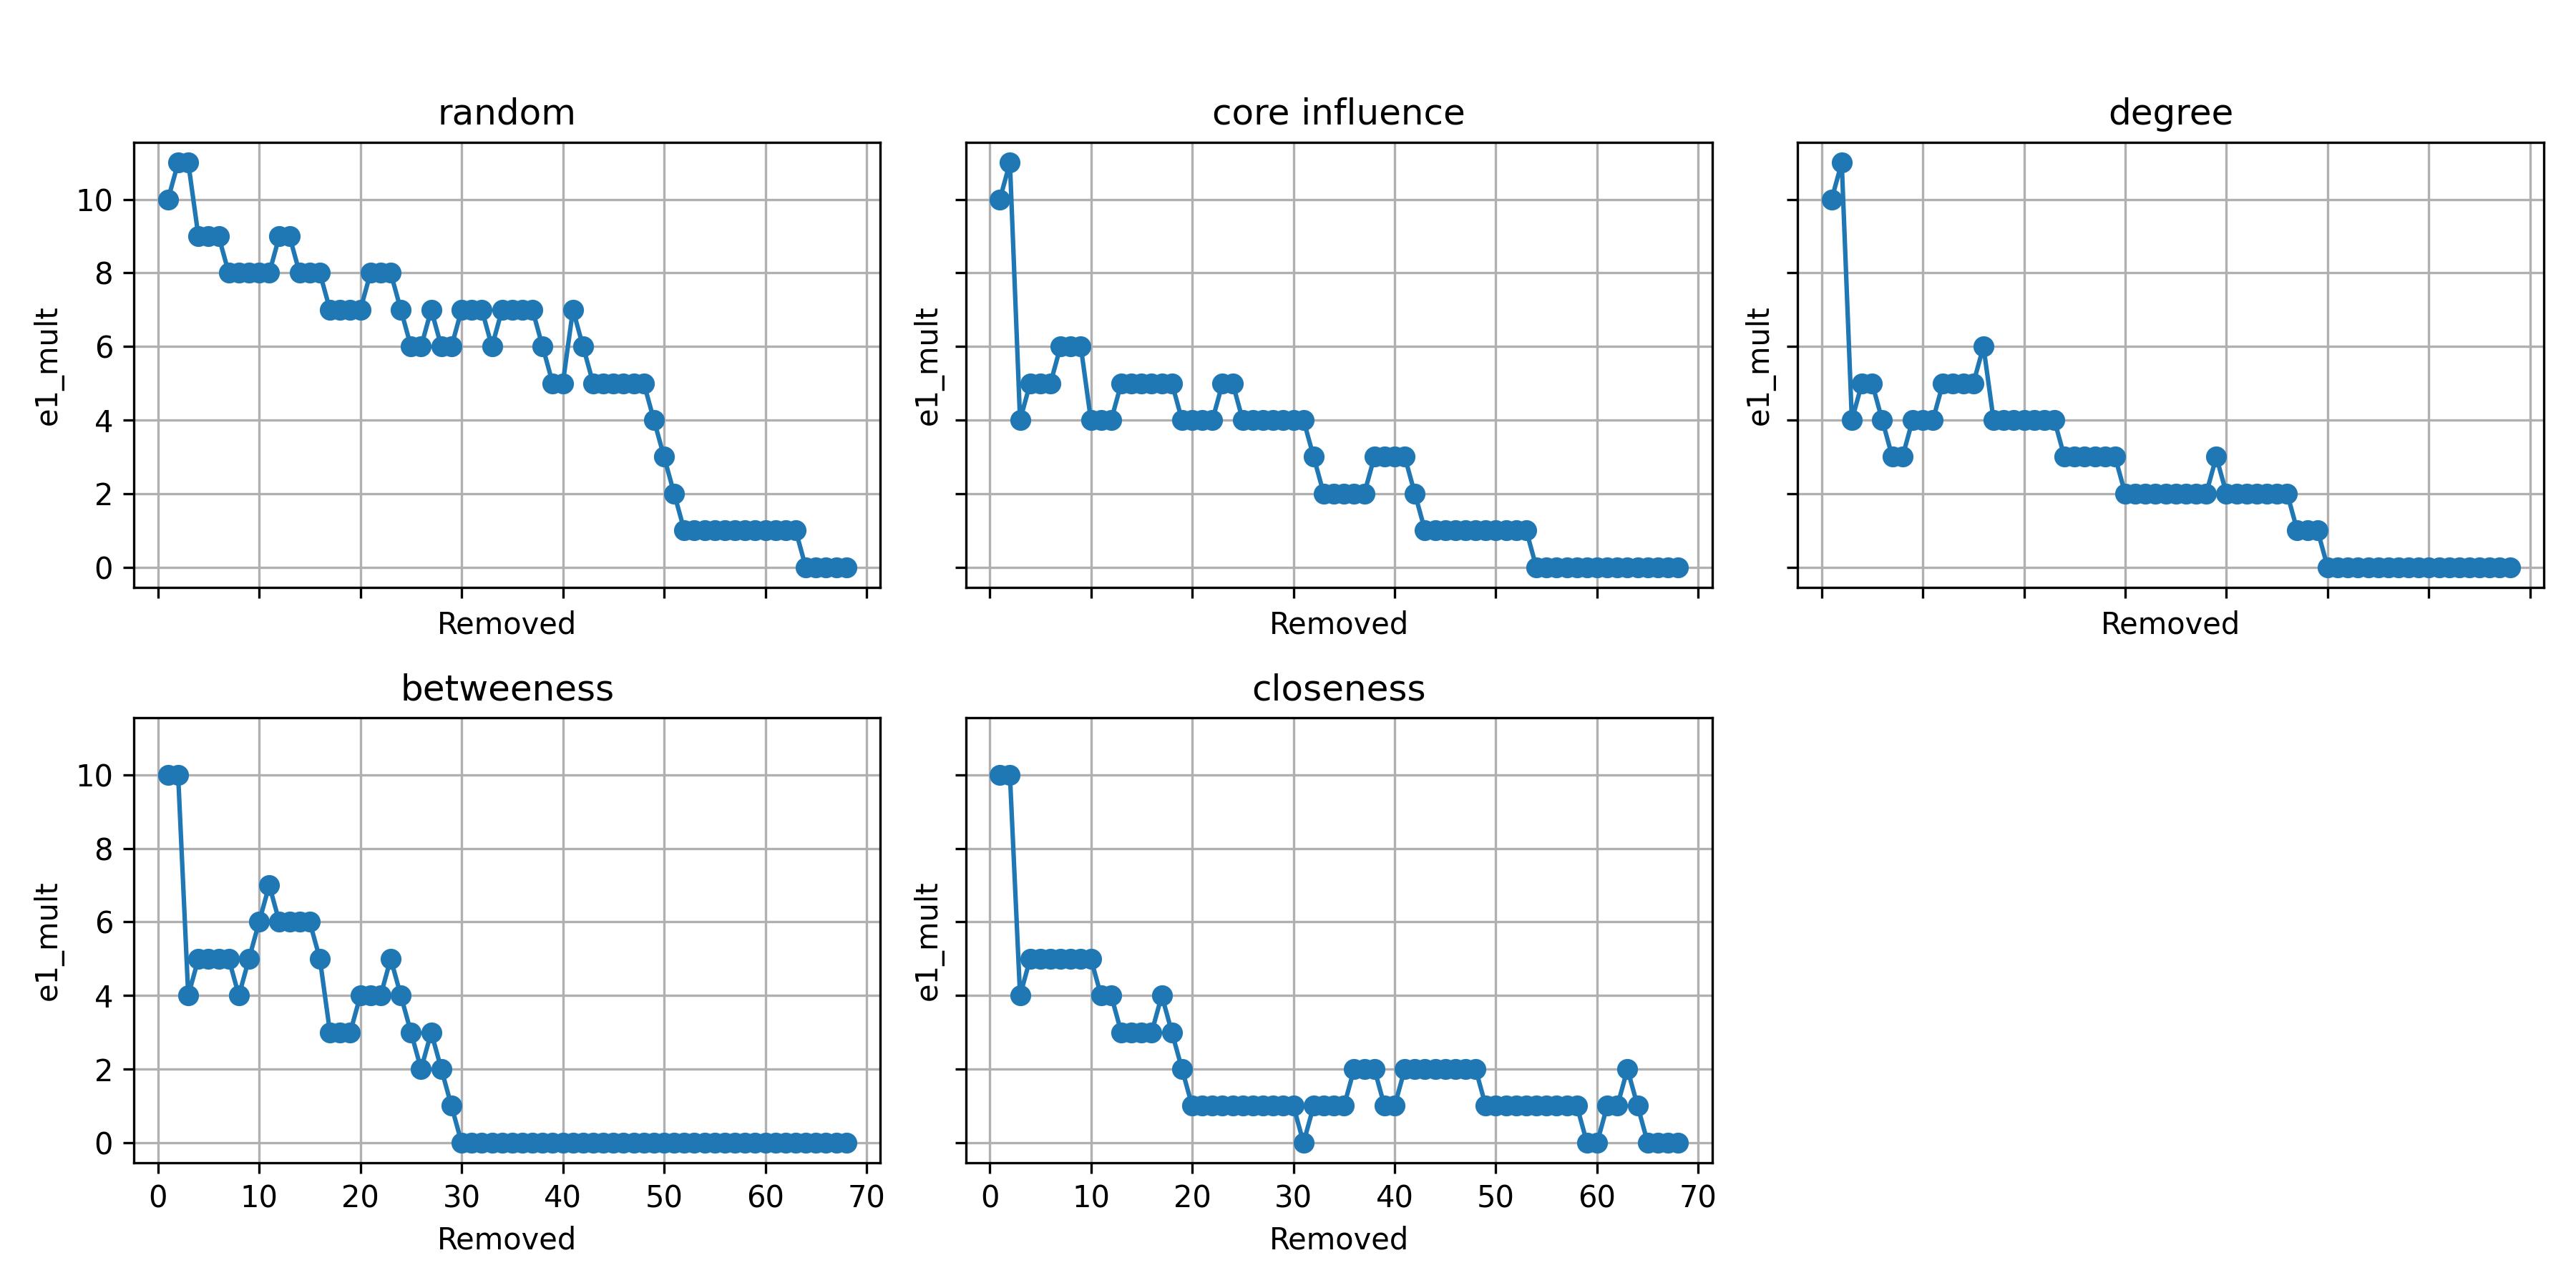 random
core influence
degree
10
8
6
4
2
0
e1_mult
e1_mult
e1_mult
Removed
Removed
Removed
betweeness
closeness
10
8
6
4
2
0
e1_mult
e1_mult
0 10 20 30 40 50 60 70
0 10 20 30 40 50 60 70
Removed
Removed